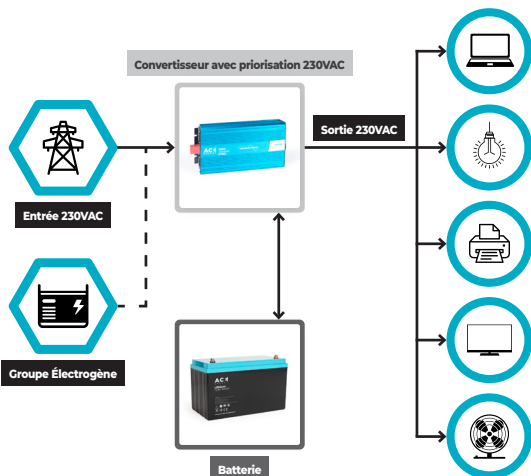 Convertisseur avec priorisation 230VAC
Sortie 230VAC
Entrée 230VAC
Groupe Électrogène
Batterie